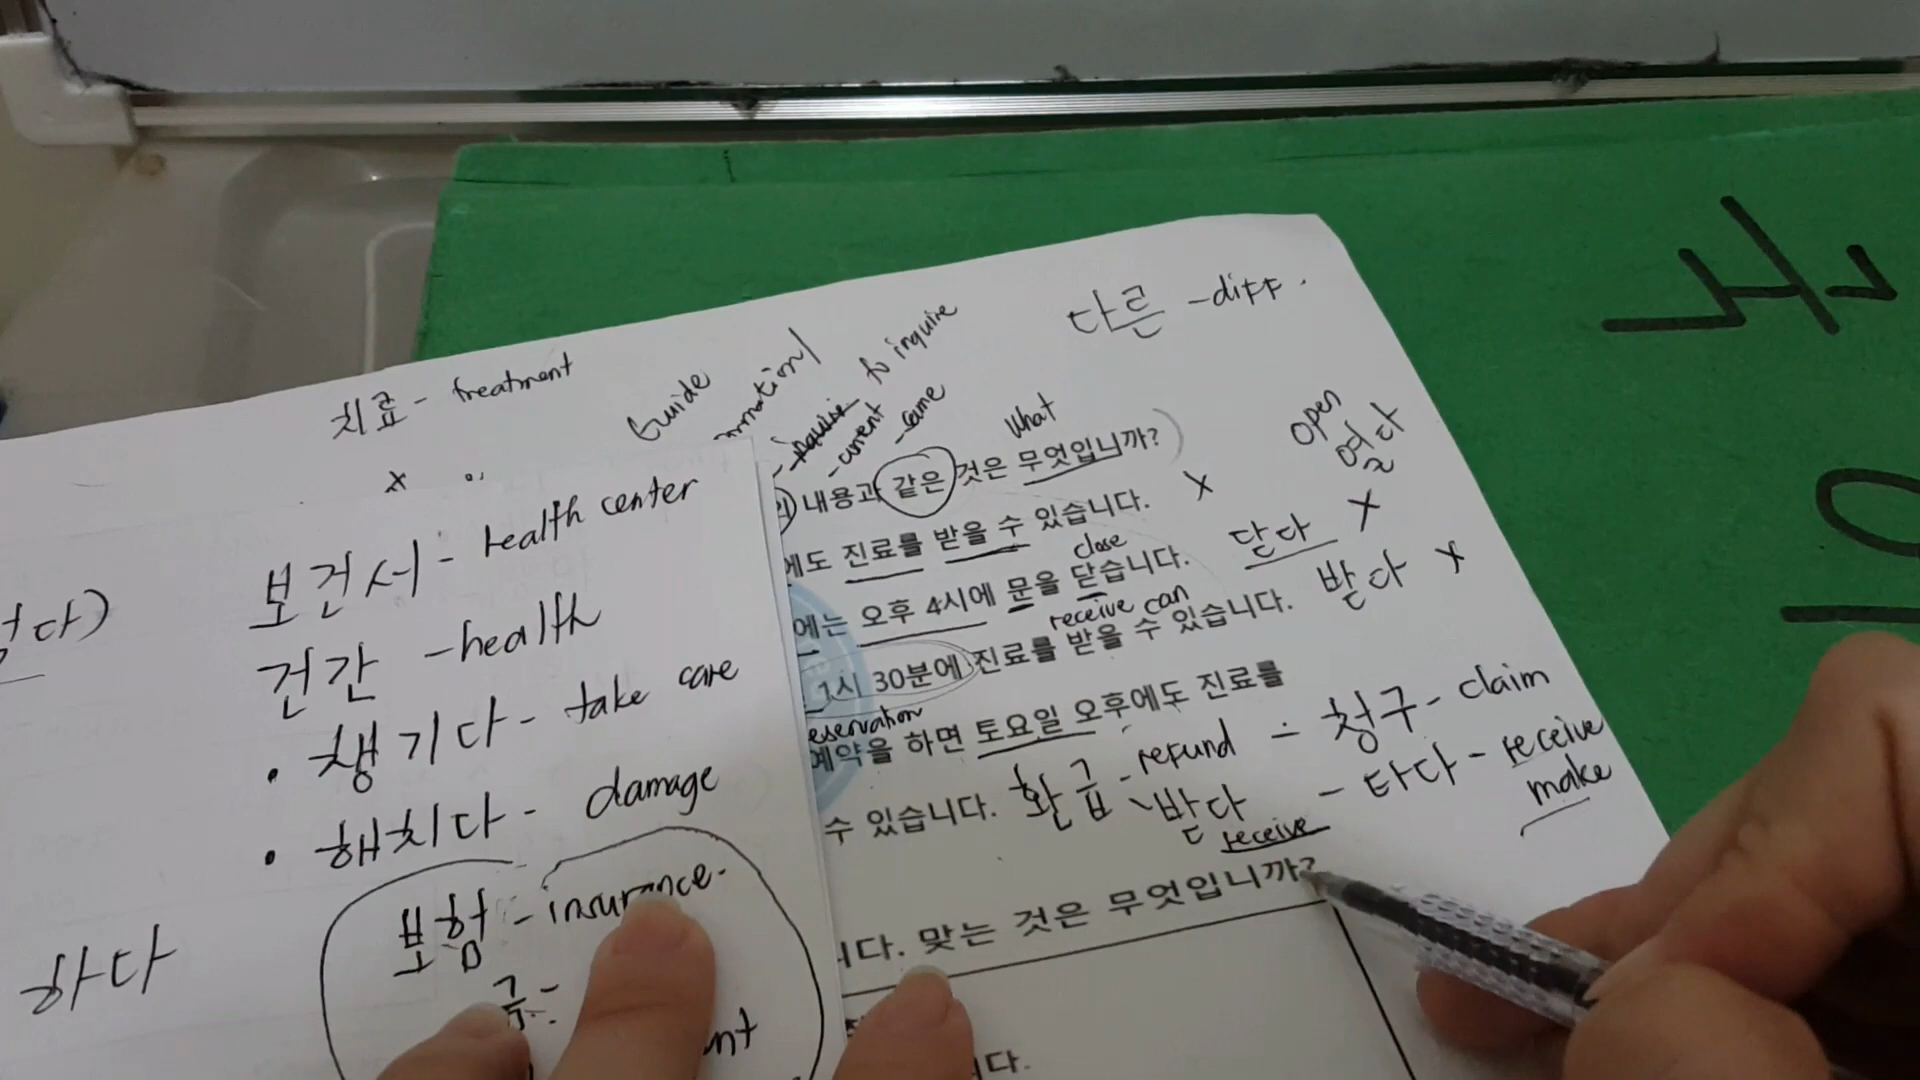 다른 - diff.
치료 - treatment
Guide
to inquire
current
- same
What
내용과 같은 것은 무엇입니까?
에도 진료를 받을 수 있습니다. X
open
열다
close
에는 오후 4시에 문을 닫습니다. 닫다 X
receive can
1시 30분에 진료를 받을 수 있습니다. 받다 X
예약을 하면 토요일 오후에도 진료를
수 있습니다. 환급 - refund - 청구 - claim
받다 - 타다 - receive
receive
make
니다. 맞는 것은 무엇입니까?
니다.
보건서 - health center
건간 - health
· 챙기다 - take care
· 해치다 - damage
보험 - insurance.
하다
너